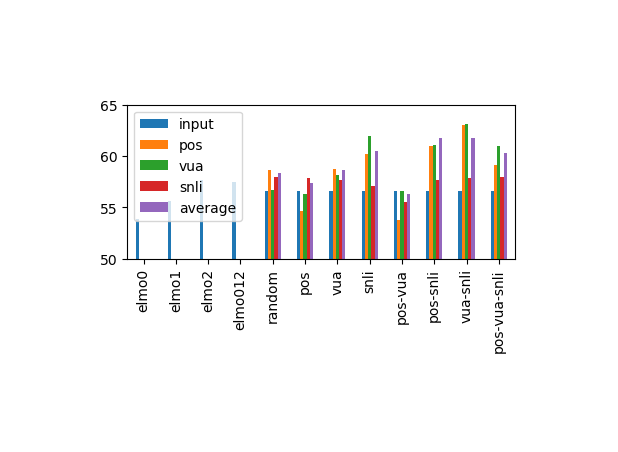 65
60
55
50
input
pos
vua
snli
average
elmo0
elmo1
elmo2
elmo012
random
pos
vua
snli
pos-vua
pos-snli
vua-snli
pos-vua-snli